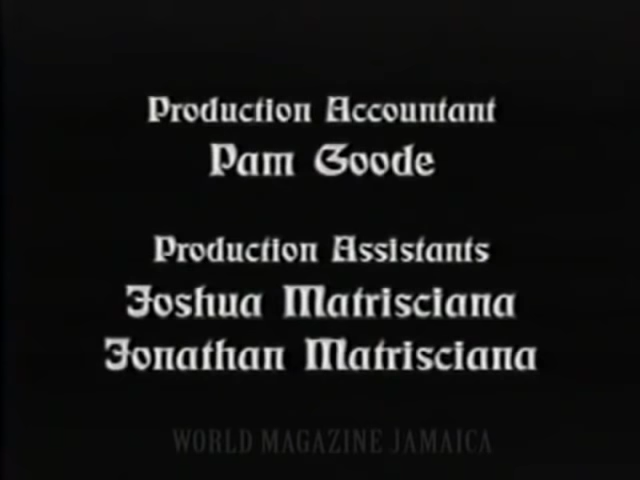 Production Accountant
Pam Goode
Production Assistants
Joshua Matrisciana
Jonathan Matrisciana
WORLD MAGAZINE JAMAICA